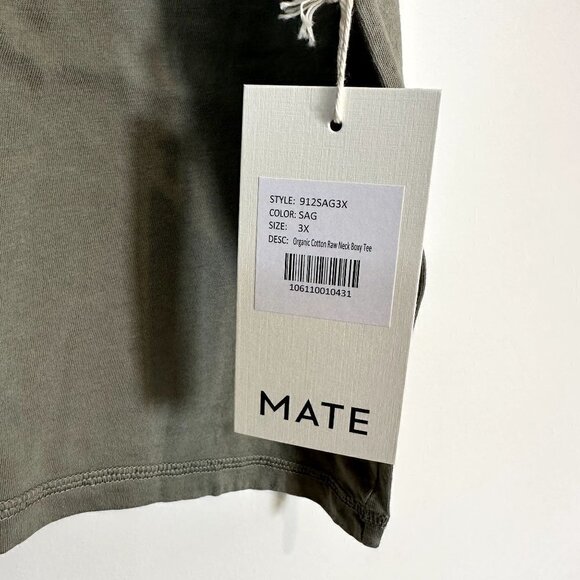 STYLE: 912SAG3X
COLOR: SAG
SIZE: 3X
DESC: Organic Cotton Raw Neck Boxy Tee
106110010431
MATE